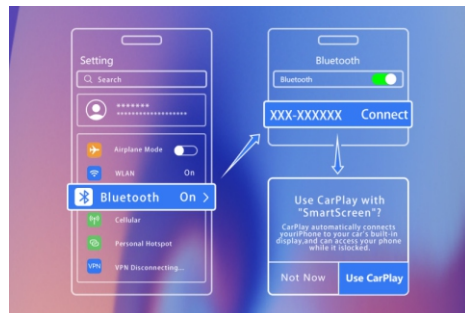 Setting
Search
*******
*******************
Airplane Mode
WLAN On
Bluetooth On >
Cellular
Personal Hotspot
VPN VPN Disconnecting...
Bluetooth
Bluetooth
XXX-XXXXXX Connect
Use CarPlay with
"SmartScreen"?
CarPlay automatically connects
youriPhone to your car's built-in
display,and can access your phone
while it islocked.
Not Now Use CarPlay